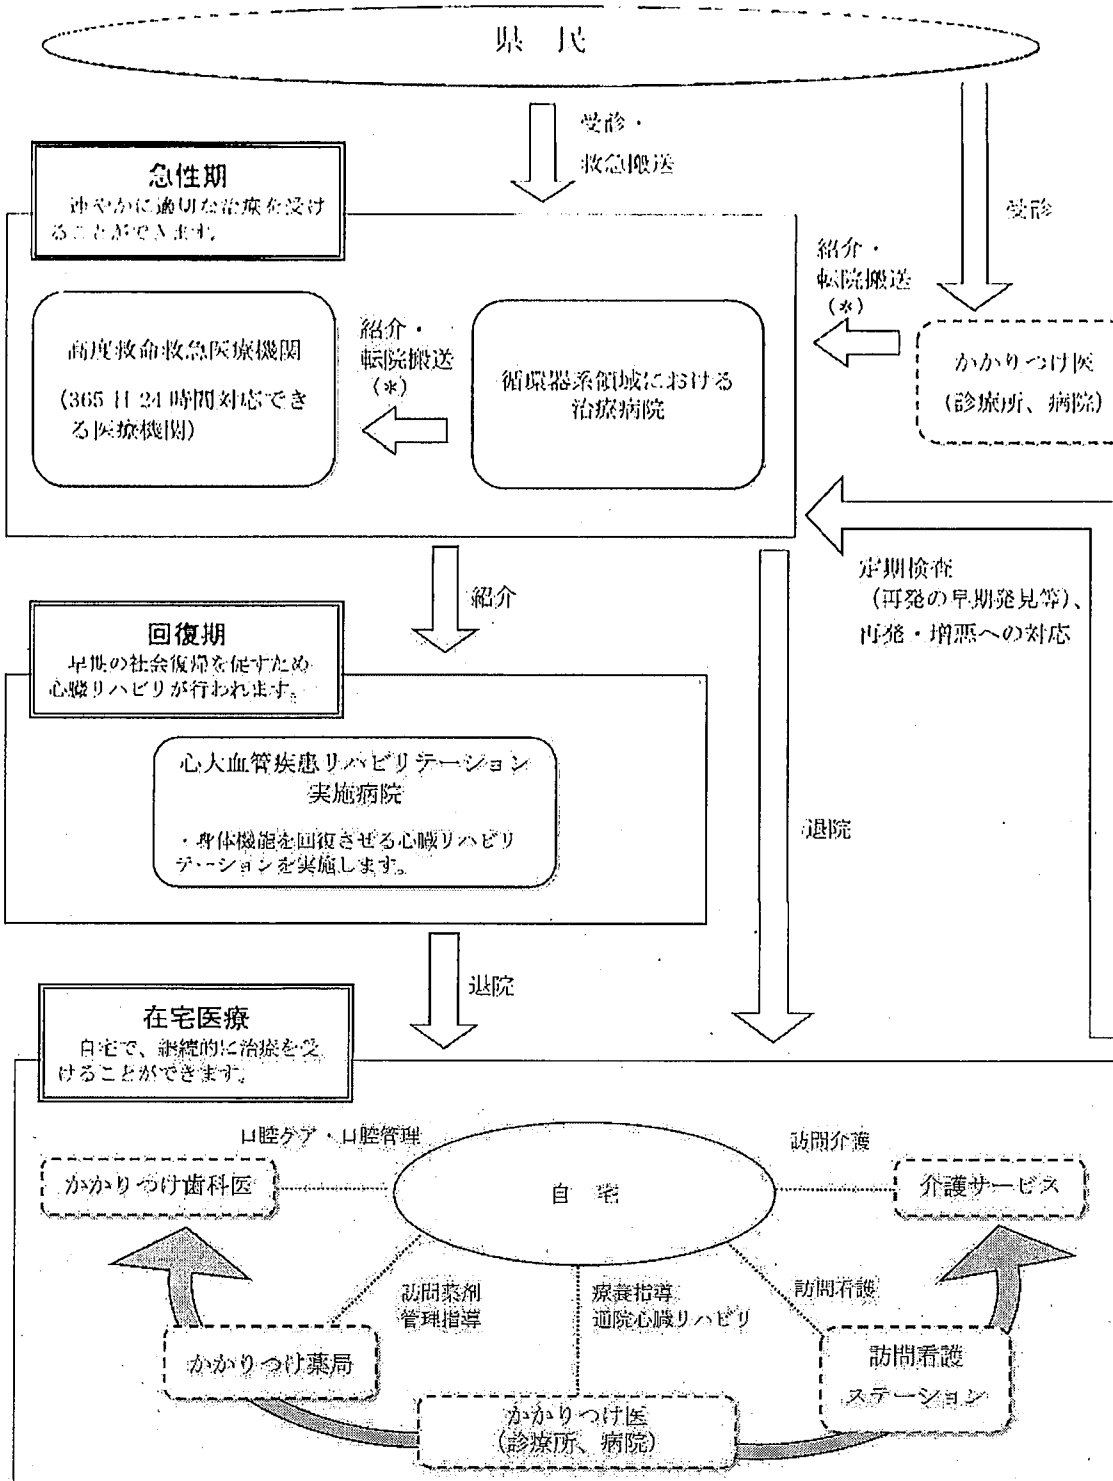 県 民
受診・
救急搬送
受診
急性期
速やかに適切な治療を受け
ることができます。
紹介・
転院搬送
(*)
高度救命救急医療機関
(365 日 24 時間対応でき
る医療機関)
紹介・
転院搬送
(*)
循環器系領域における
治療病院
かかりつけ医
(診療所、病院)
定期検査
(再発の早期発見等)、
再発・増悪への対応
紹介
回復期
早期の社会復帰を促すため
心臓リハビリが行われます。
心大血管疾患リハビリテーション
実施病院
・身体機能を回復させる心臓リハビリ
テーションを実施します。
退院
退院
在宅医療
自宅で、継続的に治療を受
けることができます。
口腔ケア・口腔管理
訪問介護
かかりつけ歯科医
自 宅
介護サービス
訪問薬剤
管理指導
療養指導
通院心臓リハビリ
訪問看護
かかりつけ薬局
訪問看護
ステーション
かかりつけ医
(診療所、病院)